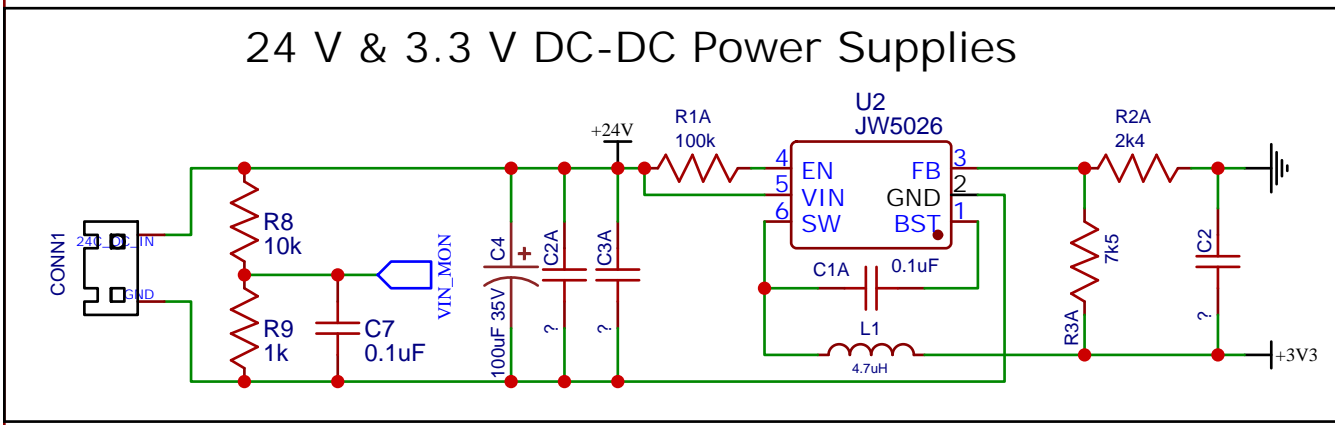 24 V & 3.3 V DC-DC Power Supplies
U2
JW5026
R1A
100k
R2A
2k4
+24V
4
EN
FB
3
5
VIN
GND
2
6
SW
BST
1
CONN1
24C_DC_IN
GND
R8
10k
R9
1k
VIN_MON
C7
0.1uF
C4
+
100uF 35V
C2A
?
C3A
?
C1A
0.1uF
L1
4.7uH
7k5
R3A
C2
?
+3V3